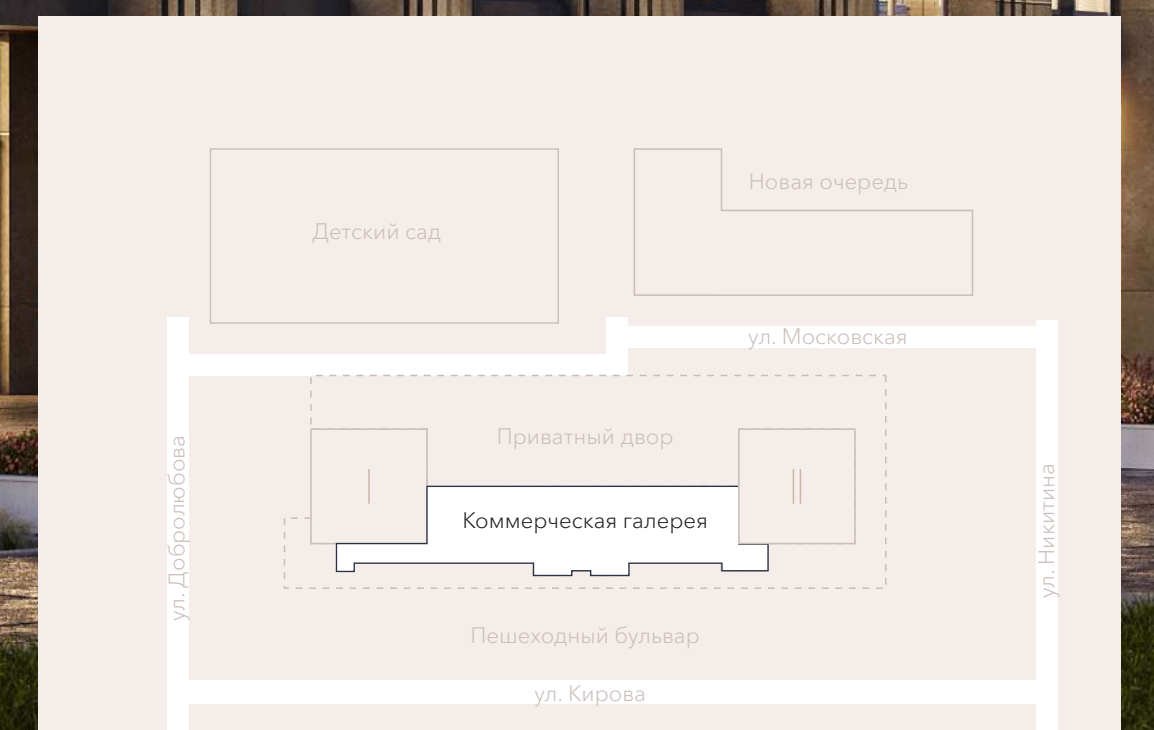 Новая очередь
Детский сад
ул. Московская
Приватный двор
I
II
Коммерческая галерея
ул. Добролюбова
ул. Никитина
Пешеходный бульвар
ул. Кирова